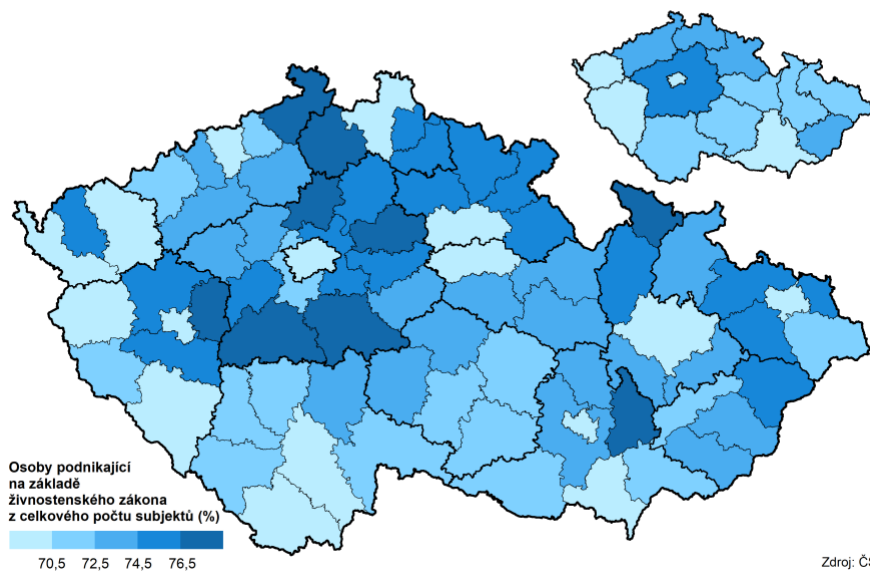 Osoby podnikající
na základě
živnostenského zákona
z celkového počtu subjektů (%)
70,5 72,5 74,5 76,5
Zdroj: ČS